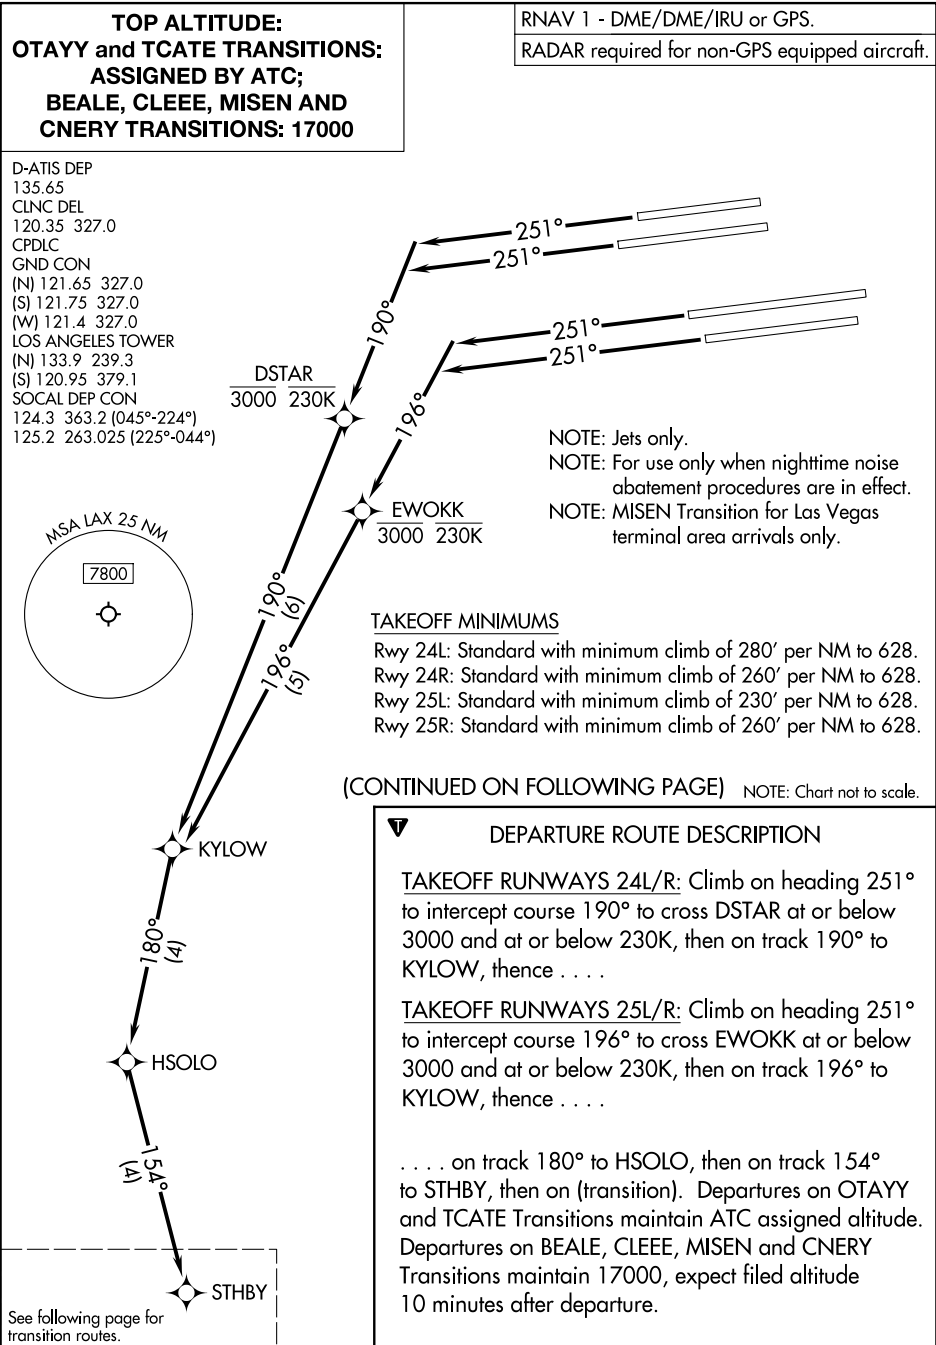 TOP ALTITUDE:
OTAYY and TCATE TRANSITIONS:
ASSIGNED BY ATC;
BEALE, CLEEE, MISEN AND
CNERY TRANSITIONS: 17000
RNAV 1 - DME/DME/IRU or GPS.
RADAR required for non-GPS equipped aircraft.
D-ATIS DEP
135.65
CLNC DEL
120.35 327.0
CPDLC
GND CON
(N) 121.65 327.0
(S) 121.75 327.0
(W) 121.4 327.0
LOS ANGELES TOWER
(N) 133.9 239.3
(S) 120.95 379.1
SOCAL DEP CON
124.3 363.2 (045°-224°)
125.2 263.025 (225°-044°)
251°
251°
190°
251°
251°
196°
DSTAR
3000 230K
EWOKK
3000 230K
NOTE: Jets only.
NOTE: For use only when nighttime noise
abatement procedures are in effect.
NOTE: MISEN Transition for Las Vegas
terminal area arrivals only.
MSA LAX 25 NM
7800
190°
(6)
196°
(5)
TAKEOFF MINIMUMS
Rwy 24L: Standard with minimum climb of 280' per NM to 628.
Rwy 24R: Standard with minimum climb of 260' per NM to 628.
Rwy 25L: Standard with minimum climb of 230' per NM to 628.
Rwy 25R: Standard with minimum climb of 260' per NM to 628.
(CONTINUED ON FOLLOWING PAGE)
NOTE: Chart not to scale.
KYLOW
180°
(4)
HSOLO
154°
(4)
STHBY
See following page for
transition routes.
T
DEPARTURE ROUTE DESCRIPTION
TAKEOFF RUNWAYS 24L/R: Climb on heading 251°
to intercept course 190° to cross DSTAR at or below
3000 and at or below 230K, then on track 190° to
KYLOW, thence . . . .
TAKEOFF RUNWAYS 25L/R: Climb on heading 251°
to intercept course 196° to cross EWOKK at or below
3000 and at or below 230K, then on track 196° to
KYLOW, thence . . . .
. . . . on track 180° to HSOLO, then on track 154°
to STHBY, then on (transition). Departures on OTAYY
and TCATE Transitions maintain ATC assigned altitude.
Departures on BEALE, CLEEE, MISEN and CNERY
Transitions maintain 17000, expect filed altitude
10 minutes after departure.